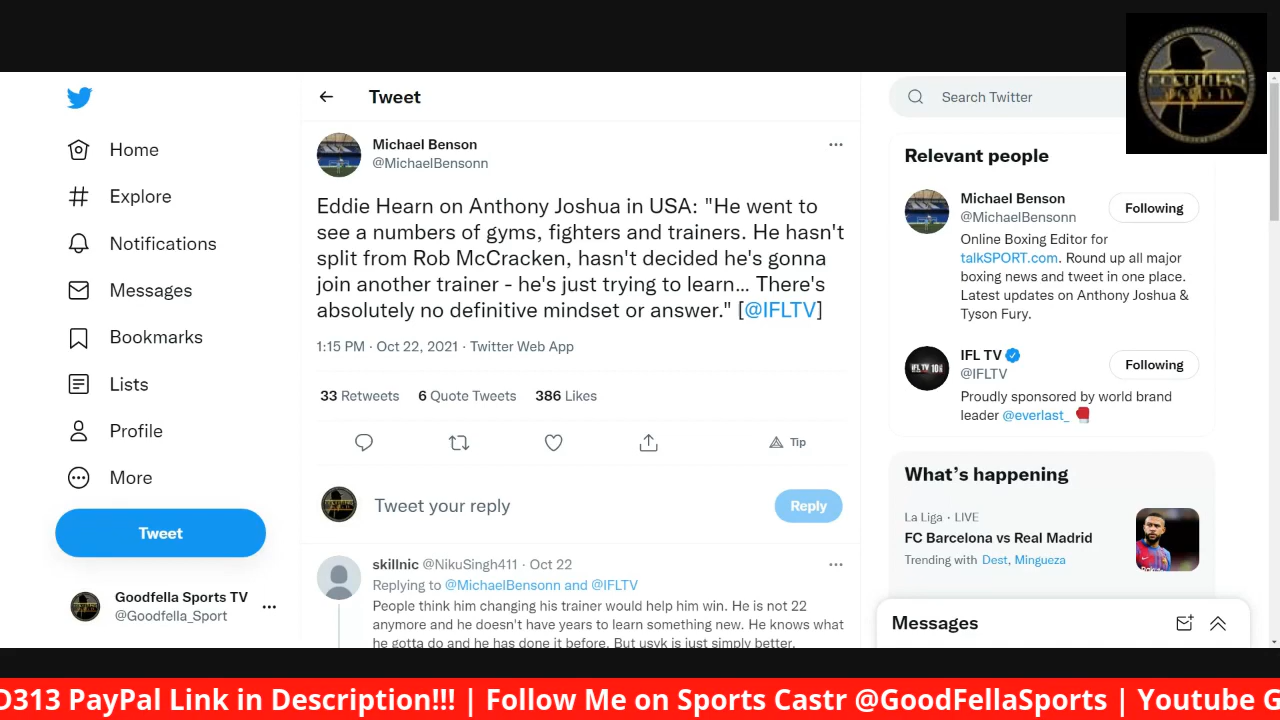 GOODFELLA'S
SPORTS TV
Tweet
Search Twitter
Home
Explore
Notifications
Messages
Bookmarks
Lists
Profile
More
Tweet
Goodfella Sports TV
@Goodfella_Sport
Michael Benson
@MichaelBensonn
Eddie Hearn on Anthony Joshua in USA: "He went to
see a numbers of gyms, fighters and trainers. He hasn't
split from Rob McCracken, hasn't decided he's gonna
join another trainer - he's just trying to learn... There's
absolutely no definitive mindset or answer." [@IFLTV]
1:15 PM · Oct 22, 2021 · Twitter Web App
33 Retweets 6 Quote Tweets 386 Likes
Tip
Tweet your reply
Reply
skillnic @NikuSingh411 · Oct 22
Replying to @MichaelBensonn and @IFLTV
People think him changing his trainer would help him win. He is not 22
anymore and he doesn't have years to learn something new. He knows what
he gotta do and he has done it before. But usyk is just simply better.
Relevant people
Michael Benson
@MichaelBensonn
Following
Online Boxing Editor for
talkSPORT.com. Round up all major
boxing news and tweet in one place.
Latest updates on Anthony Joshua &
Tyson Fury.
IFL TV
@IFLTV
Following
Proudly sponsored by world brand
leader @everlast_
What's happening
La Liga · LIVE
FC Barcelona vs Real Madrid
Trending with Dest, Mingueza
Messages
D313 PayPal Link in Description!!! | Follow Me on Sports Castr @GoodFellaSports | Youtube G